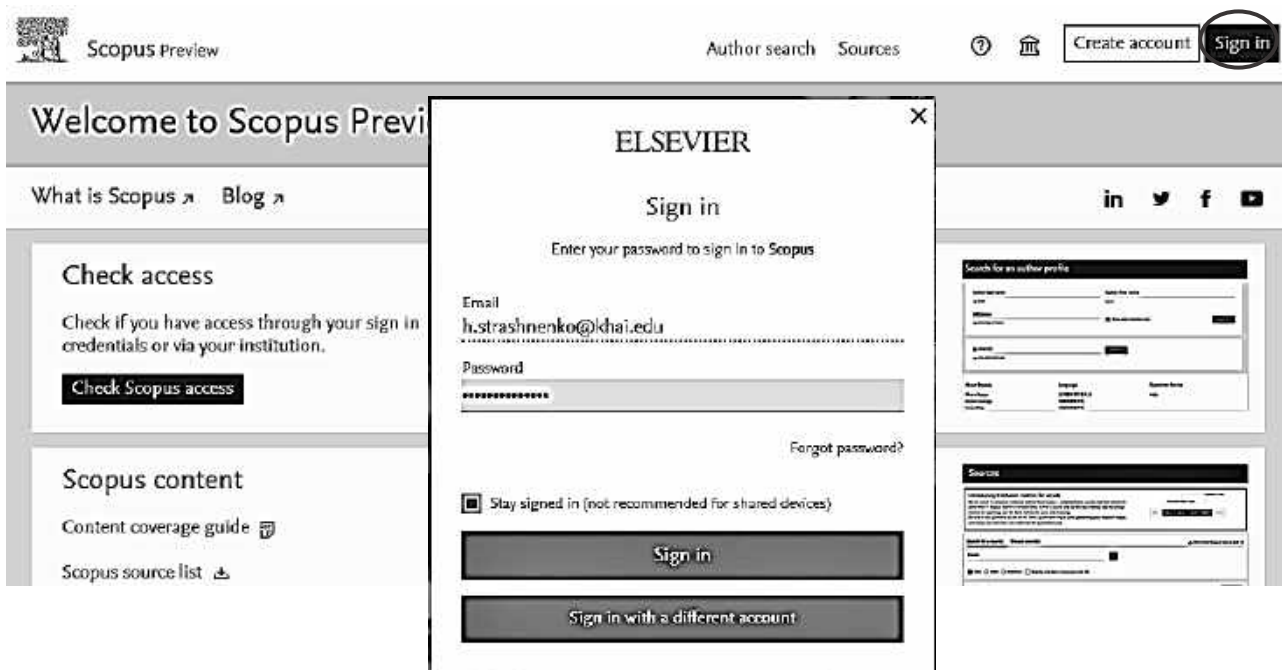 Scopus Preview
Author search Sources
Create account
Sign in
Welcome to Scopus Previ
What is Scopus
Blog
ELSEVIER
Sign in
Enter your password to sign in to Scopus
Email
h.strashnenko@khai.edu
Password
Forgot password?
Stay signed in (not recommended for shared devices)
Sign in
Sign in with a different account
Check access
Check if you have access through your sign in
credentials or via your institution.
Check Scopus access
Scopus content
Content coverage guide
Scopus source list
Search for an author profile
Sources